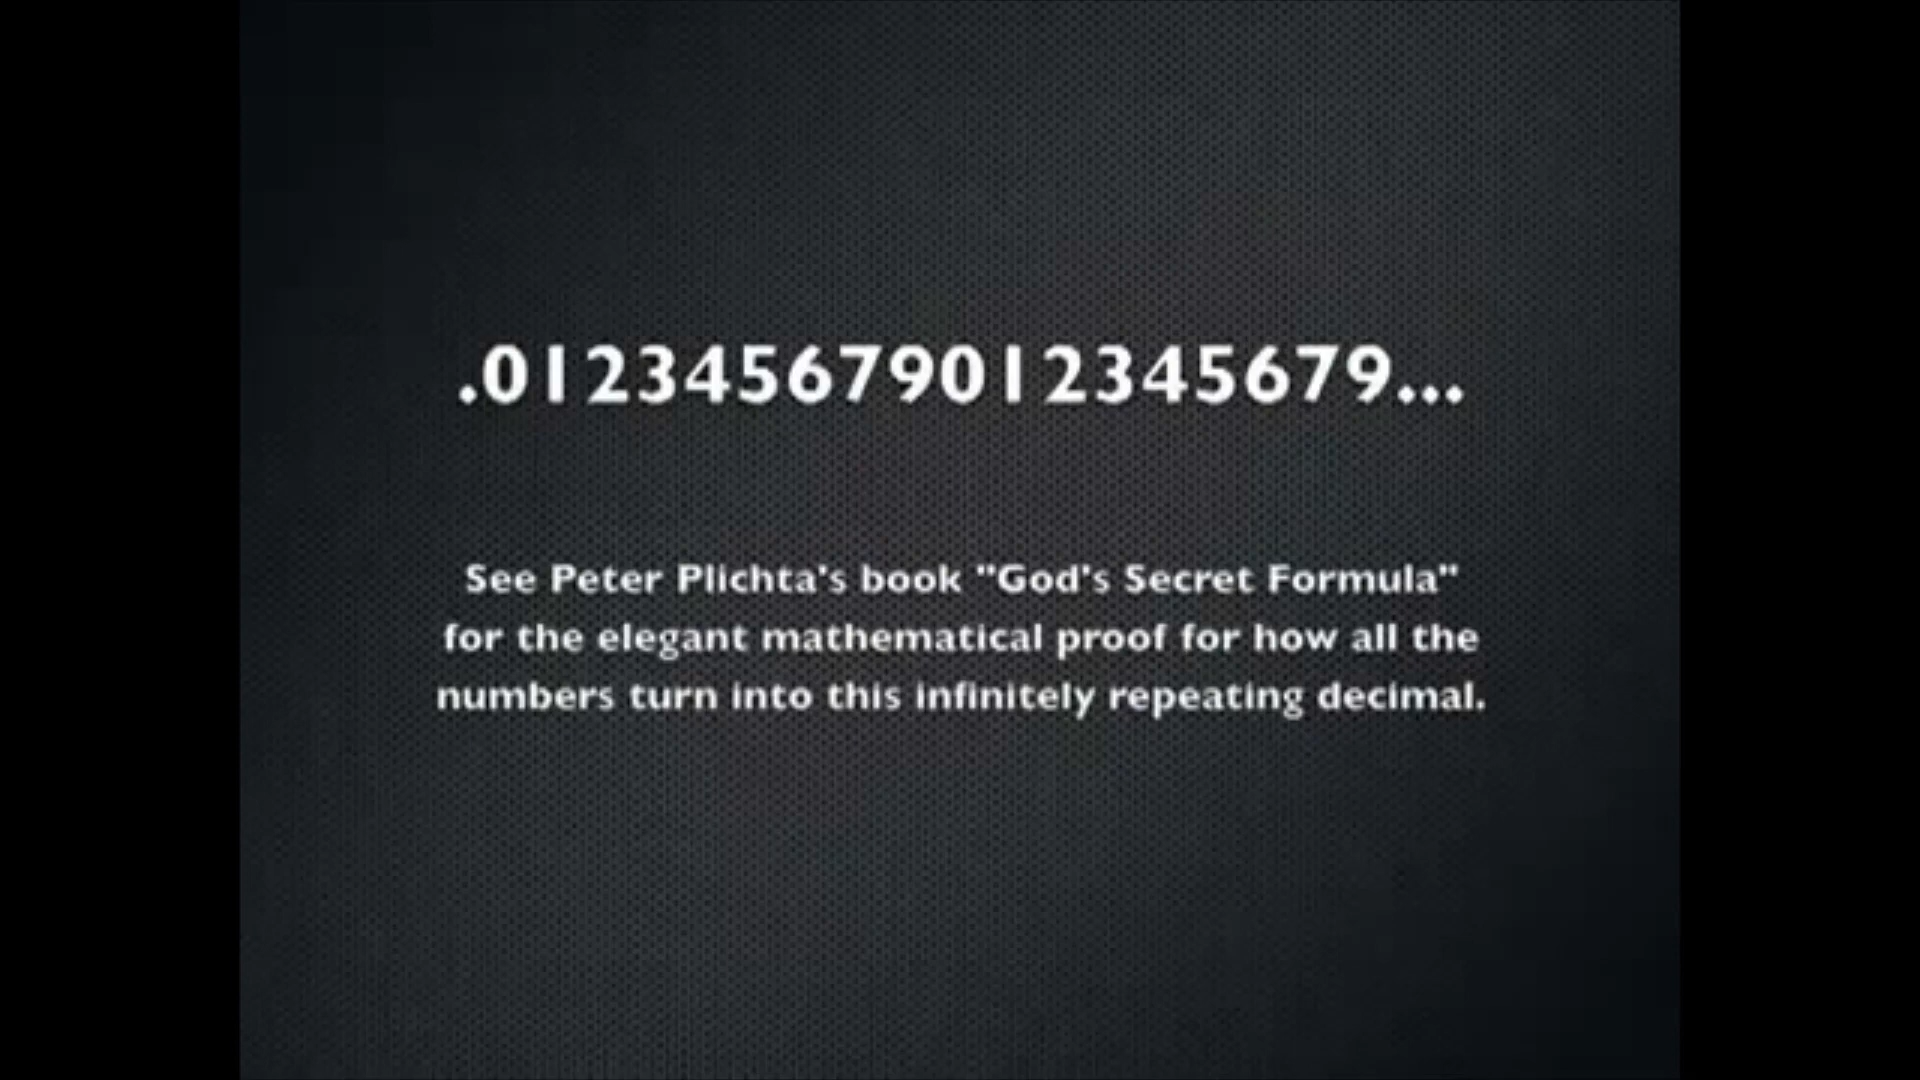 .012345679012345679...
See Peter Plichta's book "God's Secret Formula"
for the elegant mathematical proof for how all the
numbers turn into this infinitely repeating decimal.